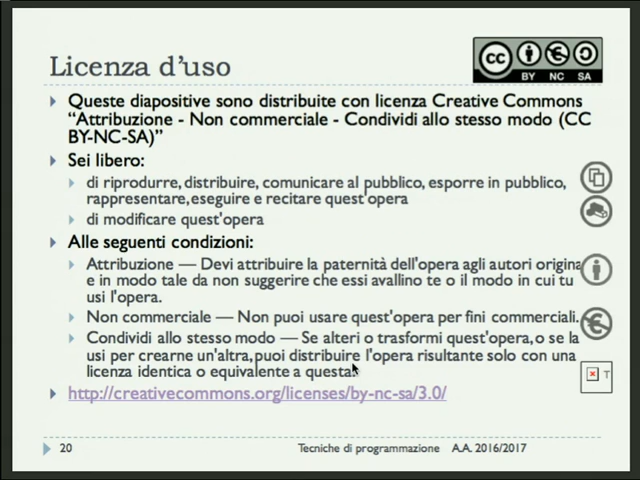 Licenza d'uso
cc
BY NC SA
Queste diapositive sono distribuite con licenza Creative Commons
"Attribuzione - Non commerciale - Condividi allo stesso modo (CC
BY-NC-SA)"
Sei libero:
di riprodurre, distribuire, comunicare al pubblico, esporre in pubblico,
rappresentare, eseguire e recitare quest'opera
di modificare quest'opera
Alle seguenti condizioni:
Attribuzione — Devi attribuire la paternità dell'opera agli autori origina
e in modo tale da non suggerire che essi avallino te o il modo in cui tu
usi l'opera.
Non commerciale — Non puoi usare quest'opera per fini commerciali.
Condividi allo stesso modo — Se alteri o trasformi quest'opera, o se la
usi per crearne un'altra, puoi distribuire l'opera risultante solo con una
licenza identica o equivalente a questa.
T
http://creativecommons.org/licenses/by-nc-sa/3.0/
20 Tecniche di programmazione A.A. 2016/2017